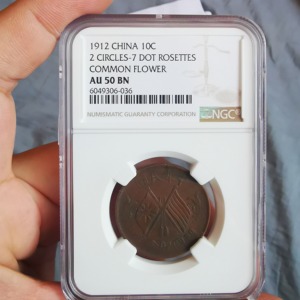 1912 CHINA 10C
2 CIRCLES-7 DOT ROSETTES
COMMON FLOWER
AU 50 BN
6049306-036
NUMISMATIC GUARANTY CORPORATION
NGC